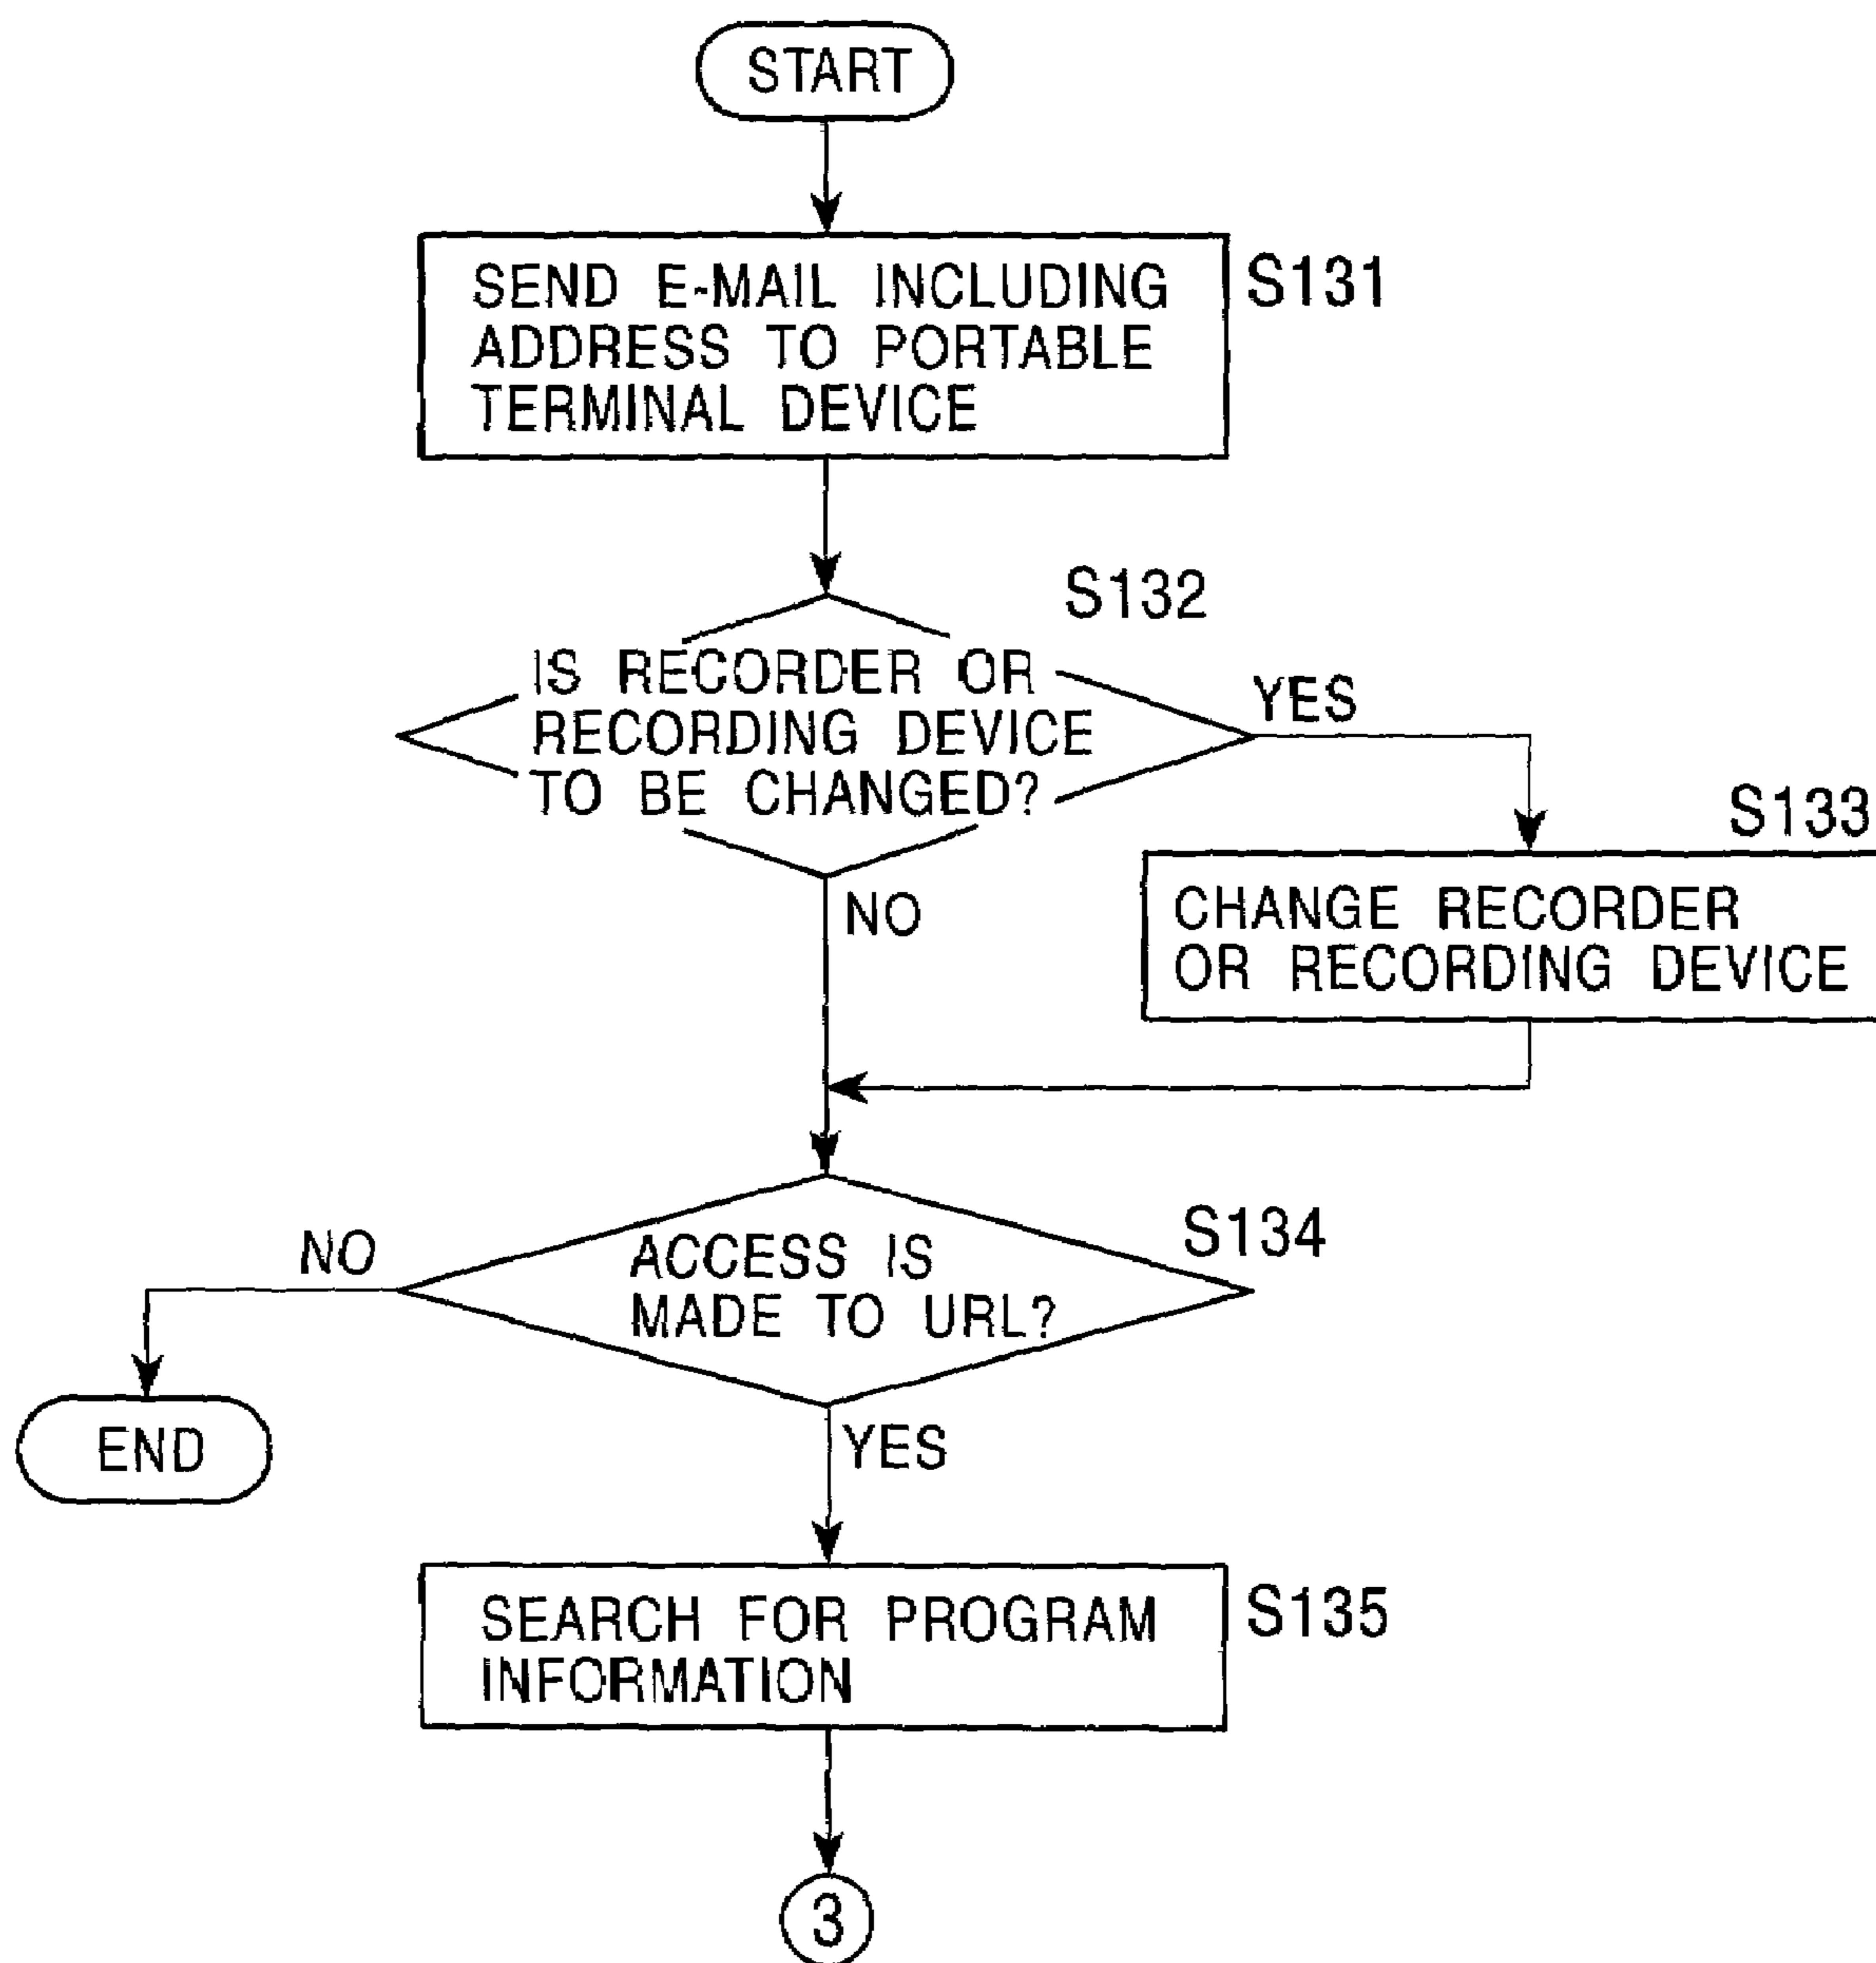 START
SEND E-MAIL INCLUDING
ADDRESS TO PORTABLE
TERMINAL DEVICE
S131
S132
IS RECORDER OR
RECORDING DEVICE
TO BE CHANGED?
YES
NO
S133
CHANGE RECORDER
OR RECORDING DEVICE
S134
ACCESS IS
MADE TO URL?
NO
END
YES
SEARCH FOR PROGRAM
INFORMATION
S135
3